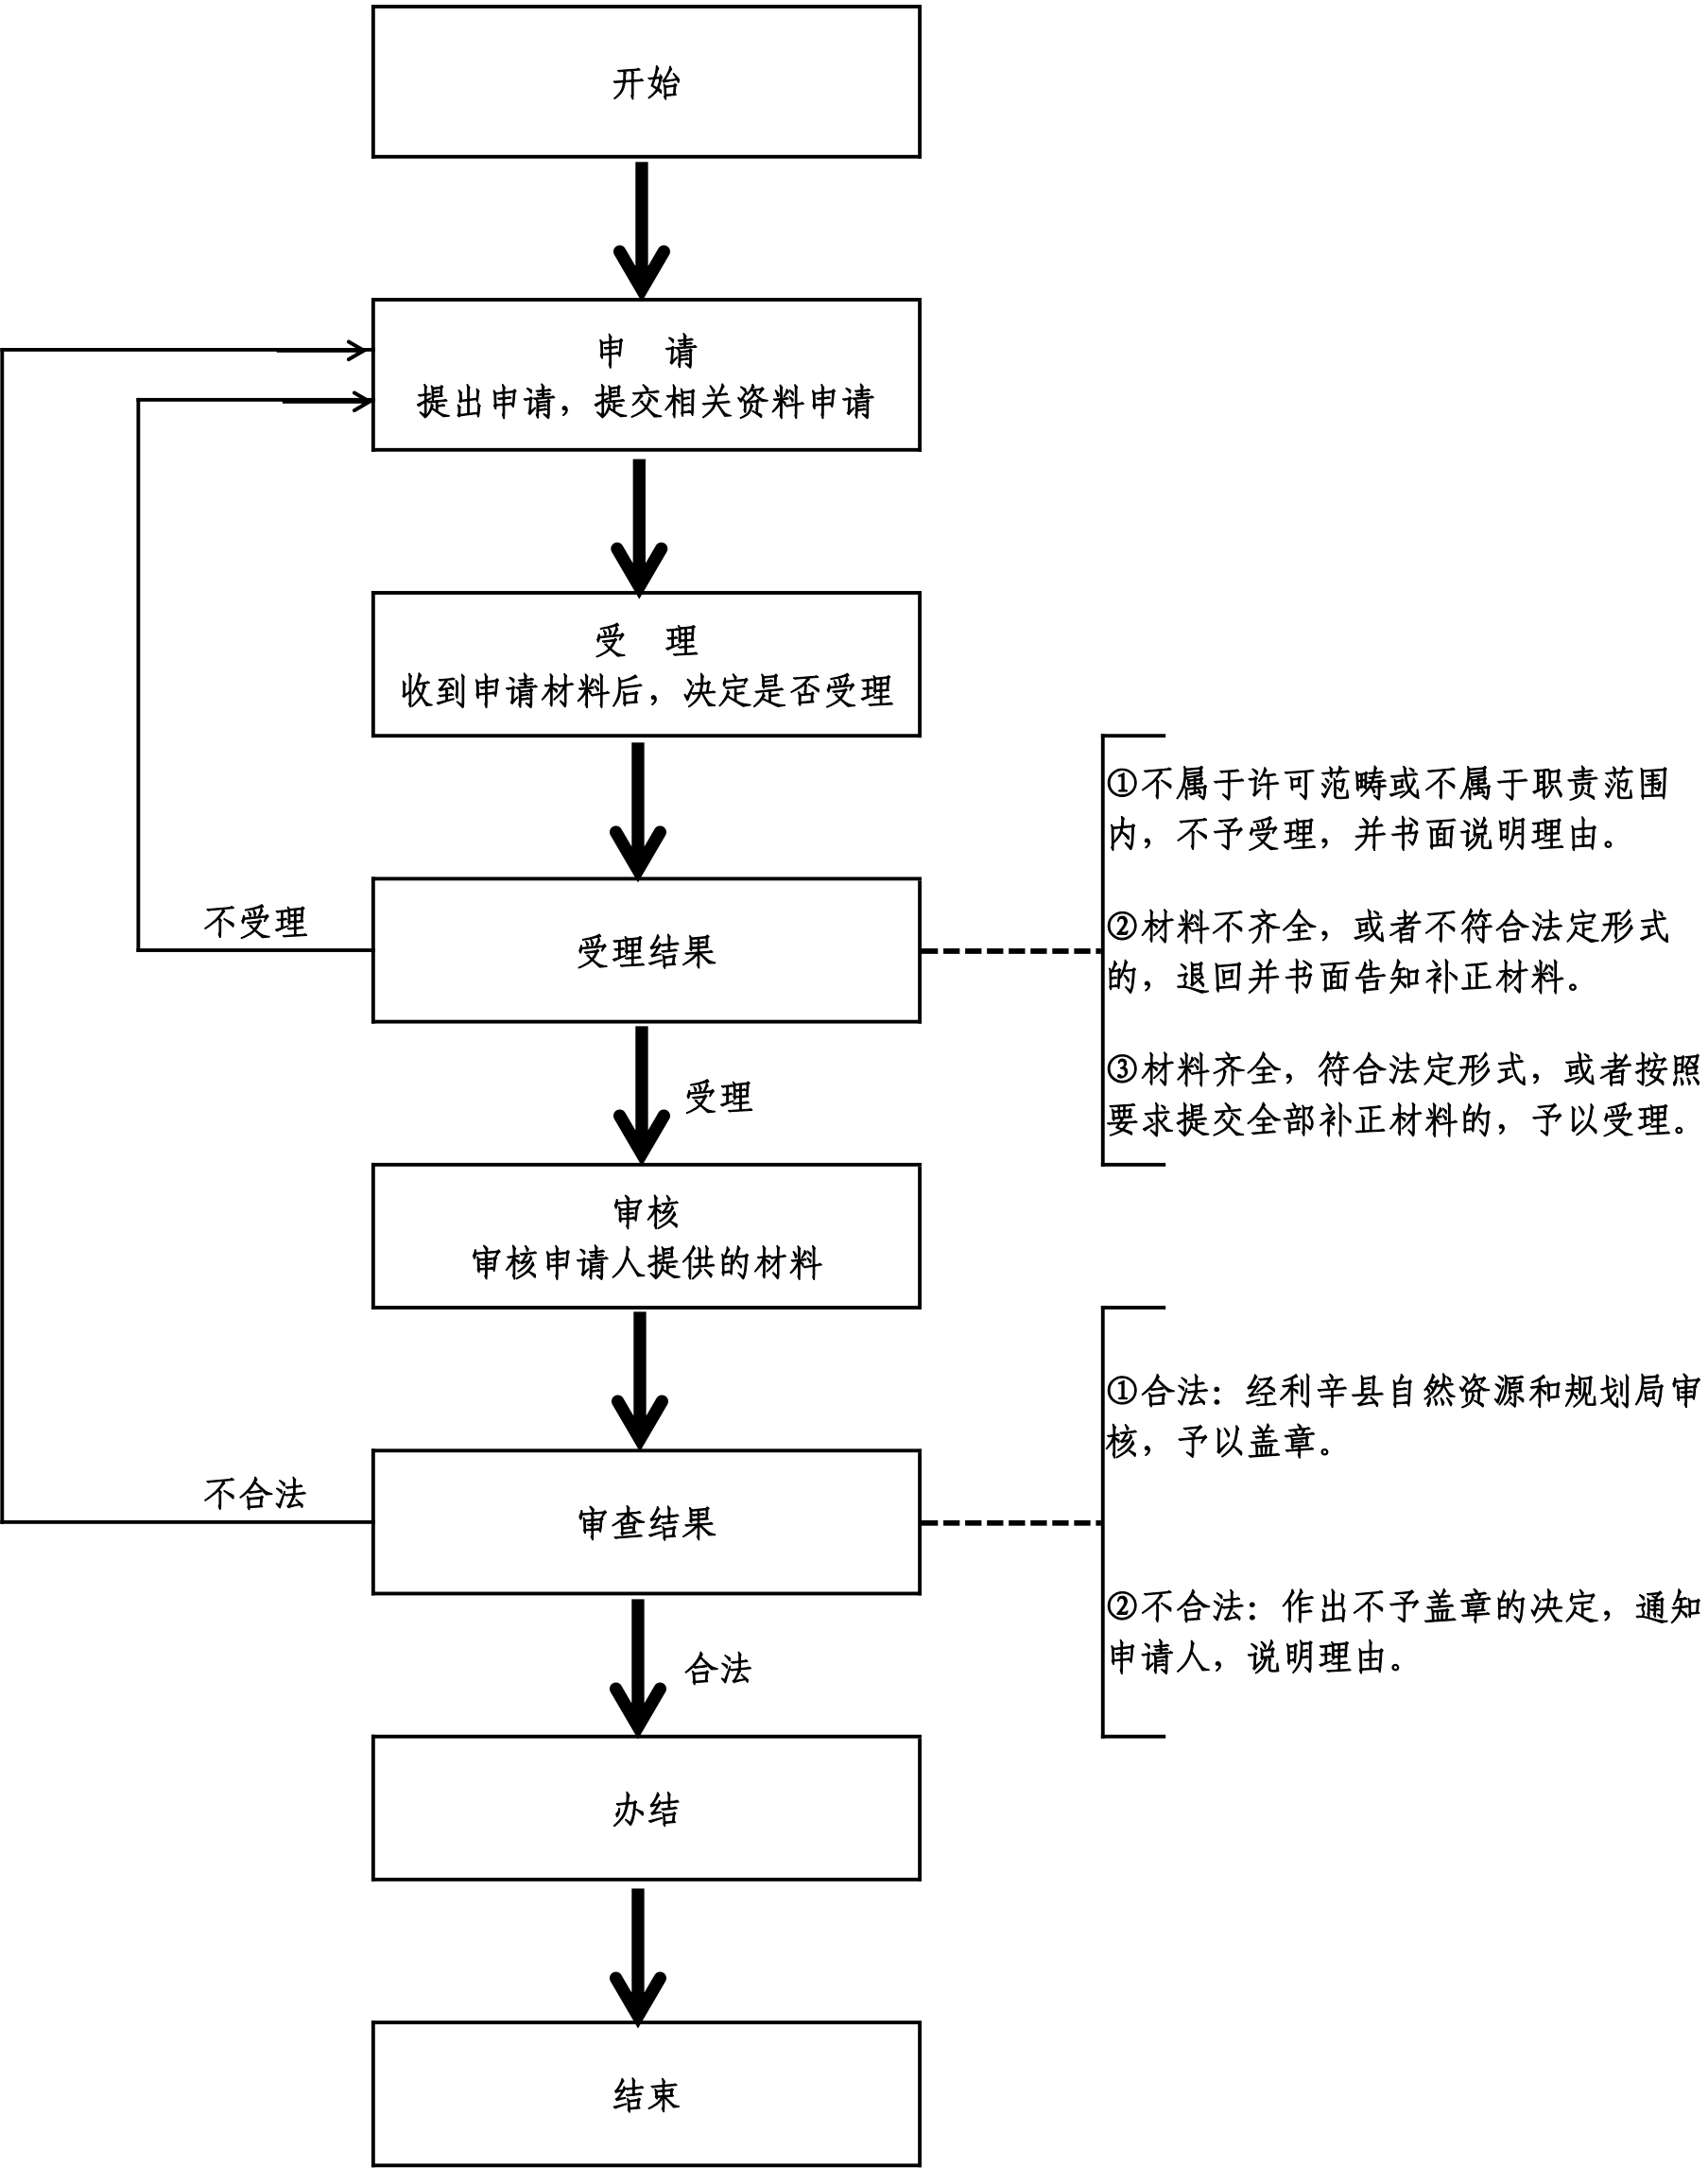 开始
申 请
提出申请，提交相关资料申请
受 理
收到申请材料后，决定是否受理
①不属于许可范畴或不属于职责范围
内，不予受理，并书面说明理由。
不受理
受理结果
②材料不齐全，或者不符合法定形式
的，退回并书面告知补正材料。
③材料齐全，符合法定形式，或者按照
要求提交全部补正材料的，予以受理。
受理
审核
审核申请人提供的材料
①合法：经利辛县自然资源和规划局审
核，予以盖章。
不合法
审查结果
②不合法：作出不予盖章的决定，通知
申请人，说明理由。
合法
办结
结束